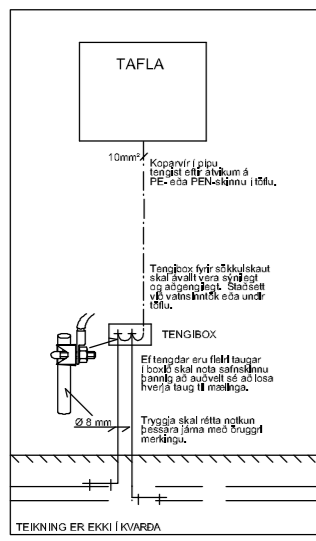 TAFLA
10mm²
Koparvír í pípu
tengist eftir atvikum á
PE- eða PEN-skinnu í töflu.
Tengibox fyrir sökkulskaut
skal ávallt vera sýnilegt
og aðgengilegt. Staðsett
við vatnsinntök eða undir
töflu.
TENGIBOX
Ef tengdar eru fleiri taugar
í boxið skal nota safnskinnu
þannig að auðvelt sé að losa
hverja taug til mælinga.
Ø 8 mm
Tryggja skal rétta notkun
þessara járna með öruggri
merkingu.
TEIKNING ER EKKI Í KVARÐA